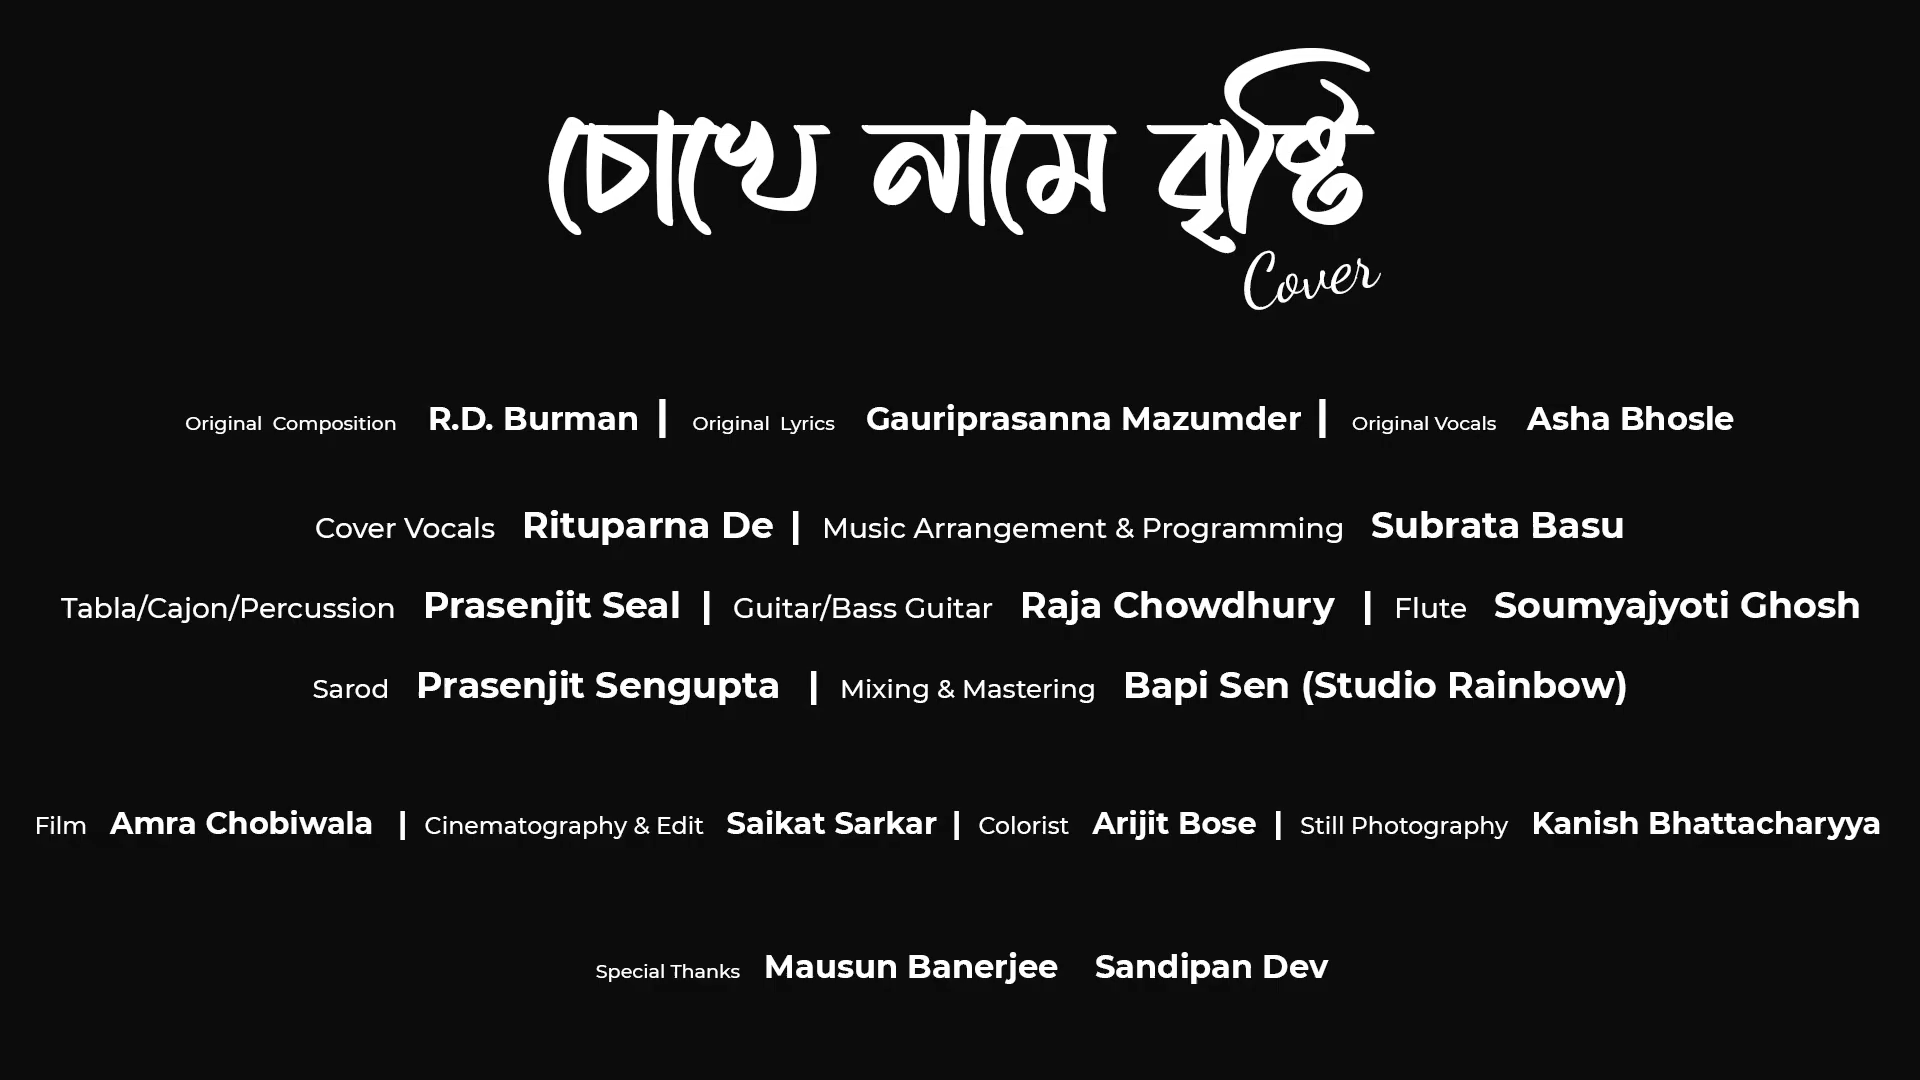 চোখে নামে বৃষ্টি
Cover
Original Composition R.D. Burman | Original Lyrics Gauriprasanna Mazumder | Original Vocals Asha Bhosle
Cover Vocals Rituparna De | Music Arrangement & Programming Subrata Basu
Tabla/Cajon/Percussion Prasenjit Seal | Guitar/Bass Guitar Raja Chowdhury | Flute Soumyajyoti Ghosh
Sarod Prasenjit Sengupta | Mixing & Mastering Bapi Sen (Studio Rainbow)
Film Amra Chobiwala | Cinematography & Edit Saikat Sarkar | Colorist Arijit Bose | Still Photography Kanish Bhattacharyya
Special Thanks Mausun Banerjee Sandipan Dev